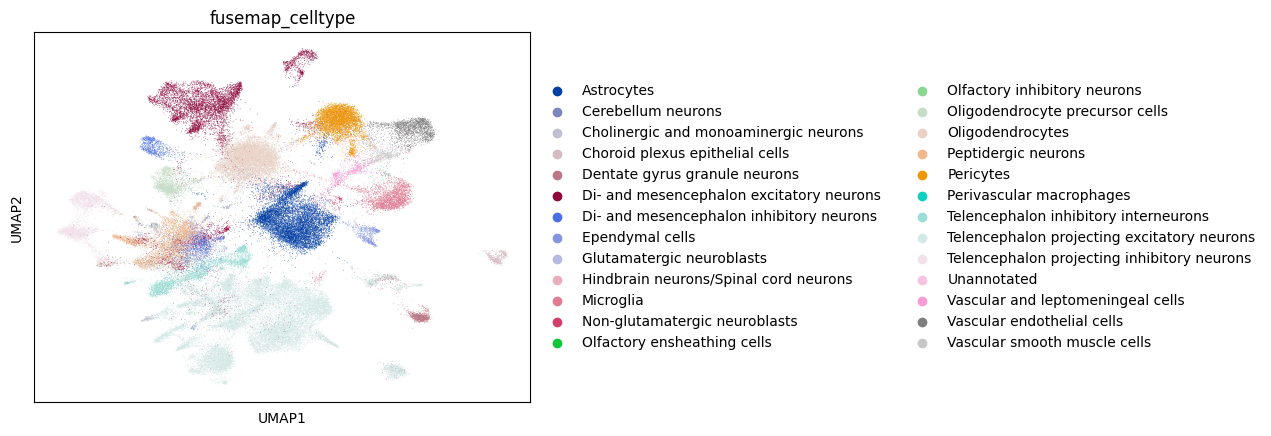 fusemap_celltype
UMAP2
UMAP1
Astrocytes
Cerebellum neurons
Cholinergic and monoaminergic neurons
Choroid plexus epithelial cells
Dentate gyrus granule neurons
Di- and mesencephalon excitatory neurons
Di- and mesencephalon inhibitory neurons
Ependymal cells
Glutamatergic neuroblasts
Hindbrain neurons/Spinal cord neurons
Microglia
Non-glutamatergic neuroblasts
Olfactory ensheathing cells
Olfactory inhibitory neurons
Oligodendrocyte precursor cells
Oligodendrocytes
Peptidergic neurons
Pericytes
Perivascular macrophages
Telencephalon inhibitory interneurons
Telencephalon projecting excitatory neurons
Telencephalon projecting inhibitory neurons
Unannotated
Vascular and leptomeningeal cells
Vascular endothelial cells
Vascular smooth muscle cells